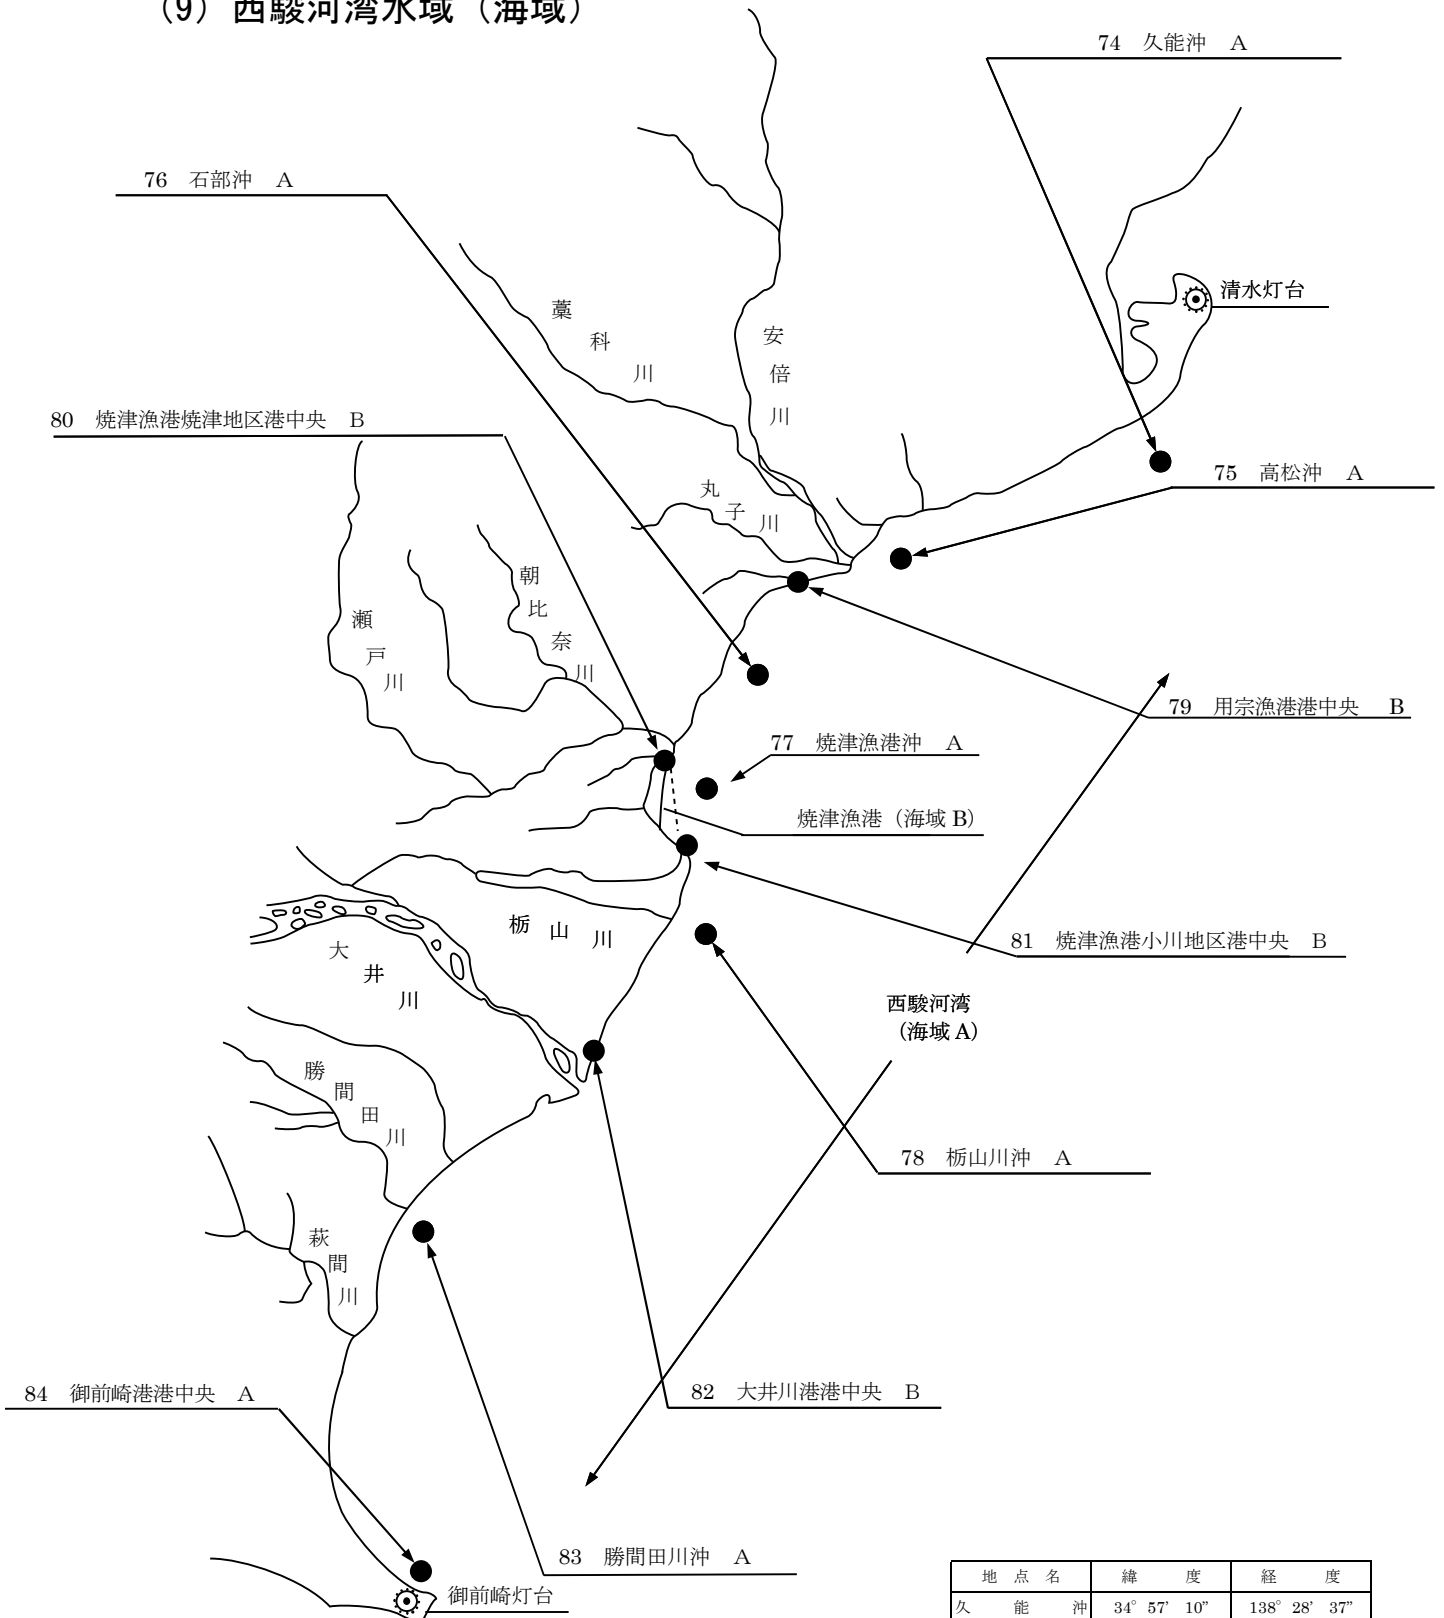 （9）西駿河湾水域（海域）
74　久能沖　A
76　石部沖　A
清水灯台
藁科川
安倍川
80　焼津漁港焼津地区港中央　B
75　高松沖　A
丸子川
朝比奈川
瀬戸川
79　用宗漁港港中央　B
77　焼津漁港沖　A
焼津漁港（海域 B）
栃山川
81　焼津漁港小川地区港中央　B
大井川
西駿河湾
（海域 A）
勝間田川
78　栃山川沖　A
萩間川
84　御前崎港港中央　A
82　大井川港港中央　B
83　勝間田川沖　A
御前崎灯台
地　点　名　緯　度　経　度
久　能　沖　34°57’10”　138°28’37”